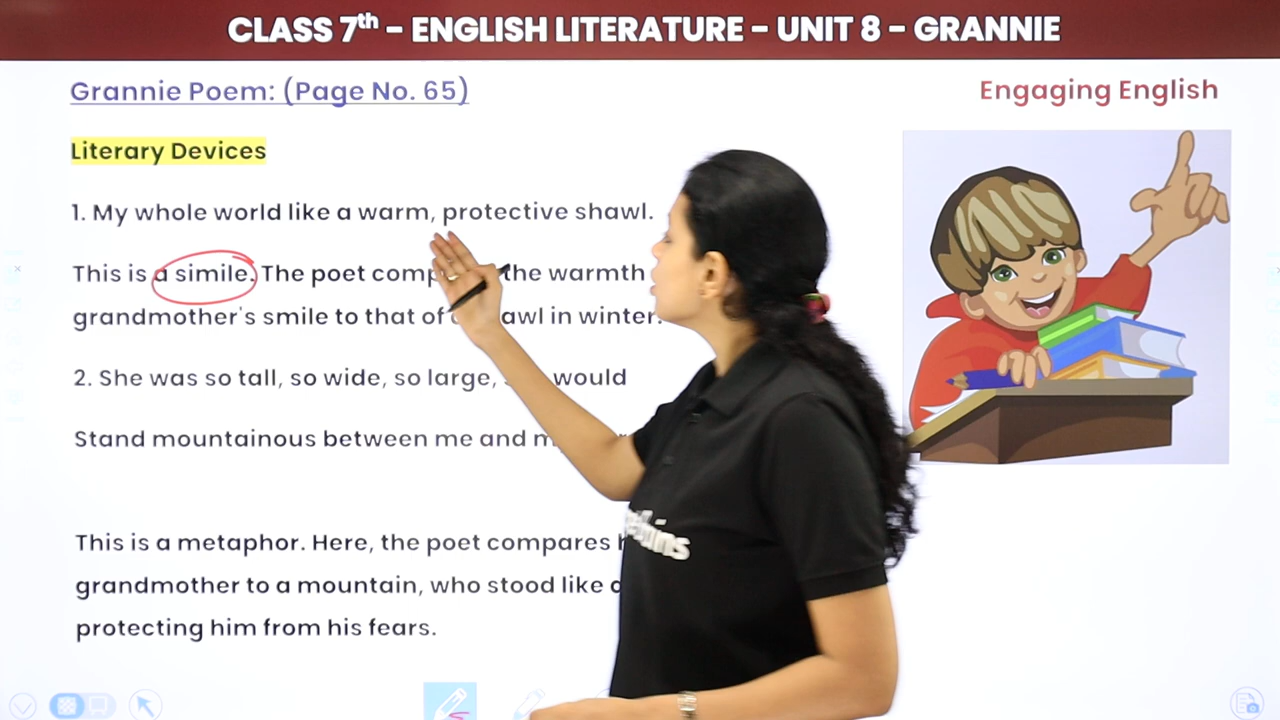 CLASS 7th – ENGLISH LITERATURE – UNIT 8 – GRANNIE
Grannie Poem: (Page No. 65)
Engaging English
Literary Devices
1. My whole world like a warm, protective shawl.
This is a simile. The poet the warmth
grandmother's smile to that of in winter.
2. She was so tall, so wide, so large, would
Stand mountainous between me and
This is a metaphor. Here, the poet compares
grandmother to a mountain, who stood like
protecting him from his fears.